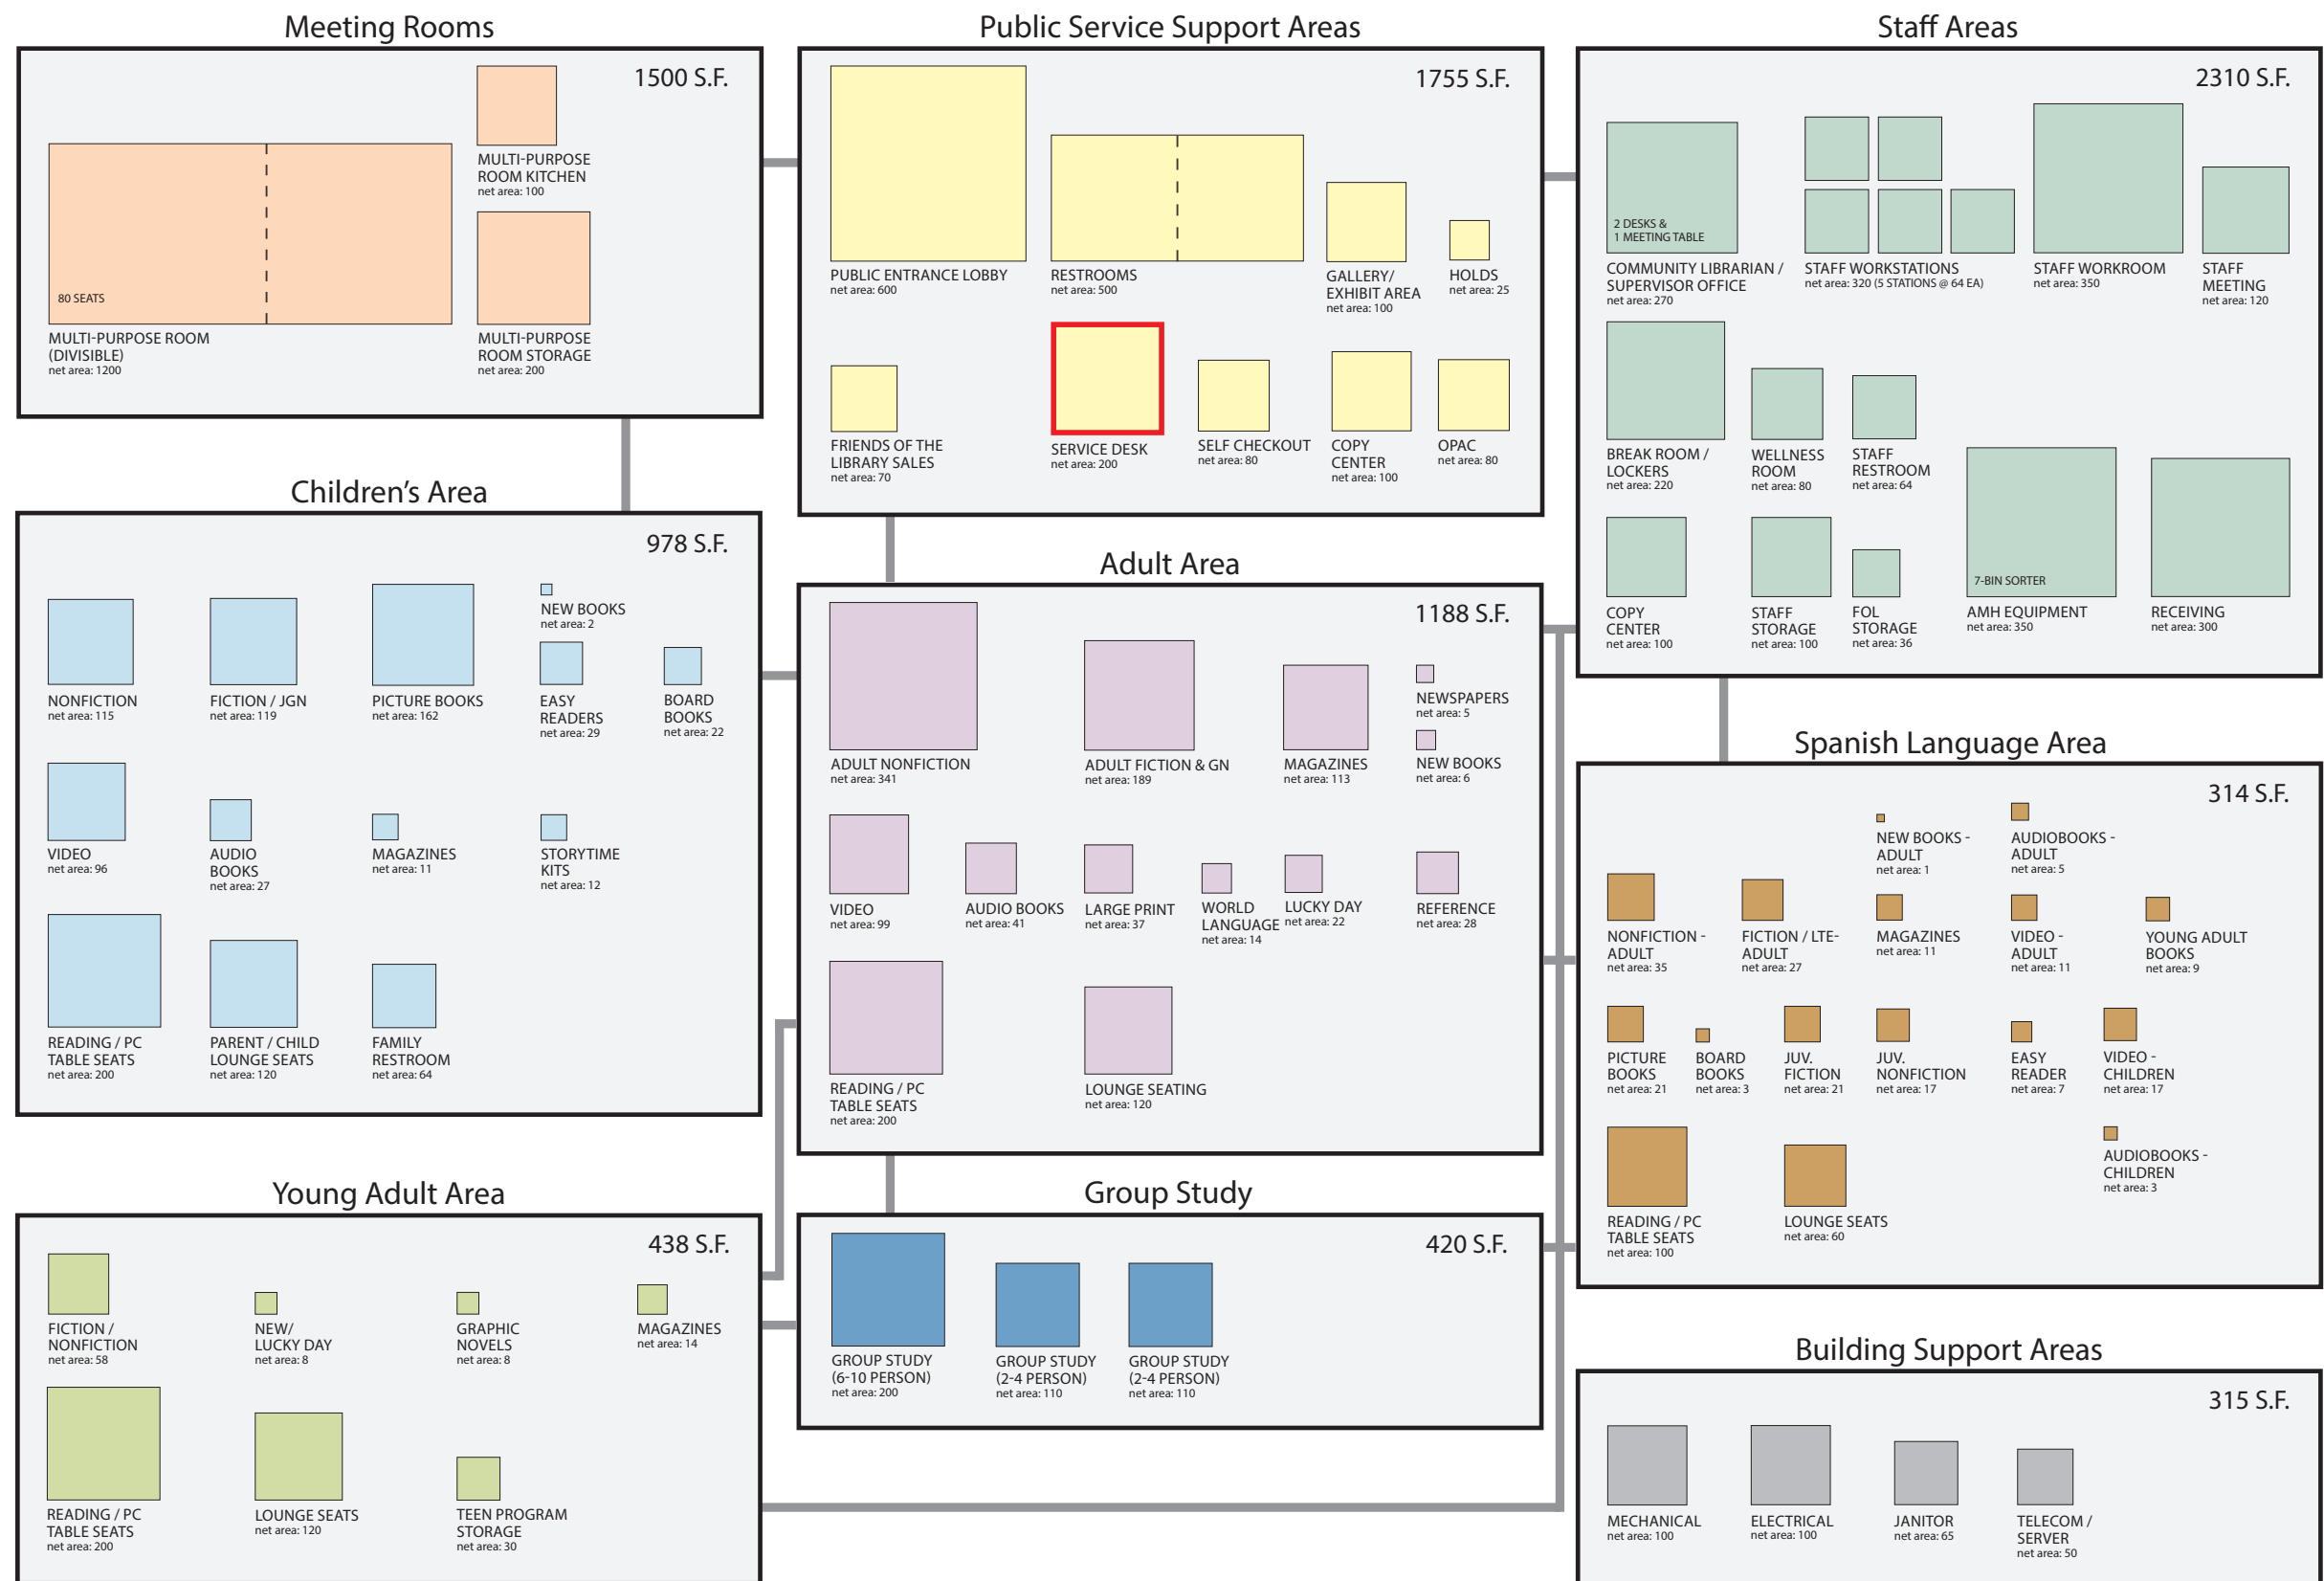 Meeting Rooms
1500 S.F.
MULTI-PURPOSE
ROOM KITCHEN
net area: 100
80 SEATS
MULTI-PURPOSE ROOM
(DIVISIBLE)
net area: 1200
MULTI-PURPOSE
ROOM STORAGE
net area: 200
Public Service Support Areas
1755 S.F.
PUBLIC ENTRANCE LOBBY
net area: 600
RESTROOMS
net area: 500
GALLERY/
EXHIBIT AREA
net area: 100
HOLDS
net area: 25
FRIENDS OF THE
LIBRARY SALES
net area: 70
SERVICE DESK
net area: 200
SELF CHECKOUT
net area: 80
COPY
CENTER
net area: 100
OPAC
net area: 80
Staff Areas
2310 S.F.
2 DESKS &
1 MEETING TABLE
COMMUNITY LIBRARIAN /
SUPERVISOR OFFICE
net area: 270
STAFF WORKSTATIONS
net area: 320 (5 STATIONS @ 64 EA)
STAFF WORKROOM
net area: 350
STAFF
MEETING
net area: 120
BREAK ROOM /
LOCKERS
net area: 220
WELLNESS
ROOM
net area: 80
STAFF
RESTROOM
net area: 64
COPY
CENTER
net area: 100
STAFF
STORAGE
net area: 100
FOL
STORAGE
net area: 36
7-BIN SORTER
AMH EQUIPMENT
net area: 350
RECEIVING
net area: 300
Children’s Area
978 S.F.
NONFICTION
net area: 115
FICTION / JGN
net area: 119
PICTURE BOOKS
net area: 162
NEW BOOKS
net area: 2
EASY
READERS
net area: 29
BOARD
BOOKS
net area: 22
VIDEO
net area: 96
AUDIO
BOOKS
net area: 27
MAGAZINES
net area: 11
STORYTIME
KITS
net area: 12
READING / PC
TABLE SEATS
net area: 200
PARENT / CHILD
LOUNGE SEATS
net area: 120
FAMILY
RESTROOM
net area: 64
Adult Area
1188 S.F.
ADULT NONFICTION
net area: 341
ADULT FICTION & GN
net area: 189
MAGAZINES
net area: 113
NEWSPAPERS
net area: 5
NEW BOOKS
net area: 6
VIDEO
net area: 99
AUDIO BOOKS
net area: 41
LARGE PRINT
net area: 37
WORLD
LANGUAGE
net area: 14
LUCKY DAY
net area: 22
REFERENCE
net area: 28
READING / PC
TABLE SEATS
net area: 200
LOUNGE SEATING
net area: 120
Spanish Language Area
314 S.F.
NEW BOOKS -
ADULT
net area: 1
AUDIOBOOKS -
ADULT
net area: 5
NONFICTION -
ADULT
net area: 35
FICTION / LTE-
ADULT
net area: 27
MAGAZINES
net area: 11
VIDEO -
ADULT
net area: 11
YOUNG ADULT
BOOKS
net area: 9
PICTURE
BOOKS
net area: 21
BOARD
BOOKS
net area: 3
JUV.
FICTION
net area: 21
JUV.
NONFICTION
net area: 17
EASY
READER
net area: 7
VIDEO -
CHILDREN
net area: 17
READING / PC
TABLE SEATS
net area: 100
LOUNGE SEATS
net area: 60
AUDIOBOOKS -
CHILDREN
net area: 3
Young Adult Area
438 S.F.
FICTION /
NONFICTION
net area: 58
NEW/
LUCKY DAY
net area: 8
GRAPHIC
NOVELS
net area: 8
MAGAZINES
net area: 14
READING / PC
TABLE SEATS
net area: 200
LOUNGE SEATS
net area: 120
TEEN PROGRAM
STORAGE
net area: 30
Group Study
420 S.F.
GROUP STUDY
(6-10 PERSON)
net area: 200
GROUP STUDY
(2-4 PERSON)
net area: 110
GROUP STUDY
(2-4 PERSON)
net area: 110
Building Support Areas
315 S.F.
MECHANICAL
net area: 100
ELECTRICAL
net area: 100
JANITOR
net area: 65
TELECOM /
SERVER
net area: 50